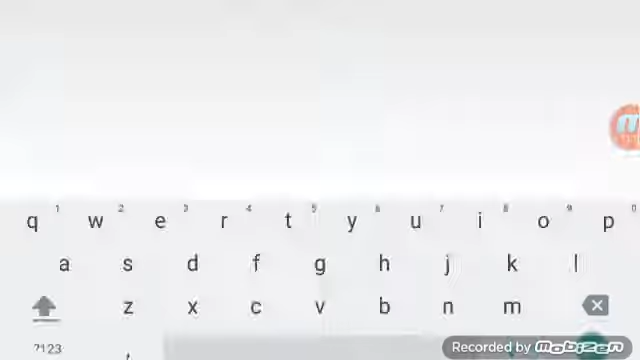 m
q 1 w 2 e 3 r 4 t 5 y 6 u 7 i 8 o 9 p 0
a s d f g h j k l
z x c v b n m
?123 ,
Recorded by mobizen